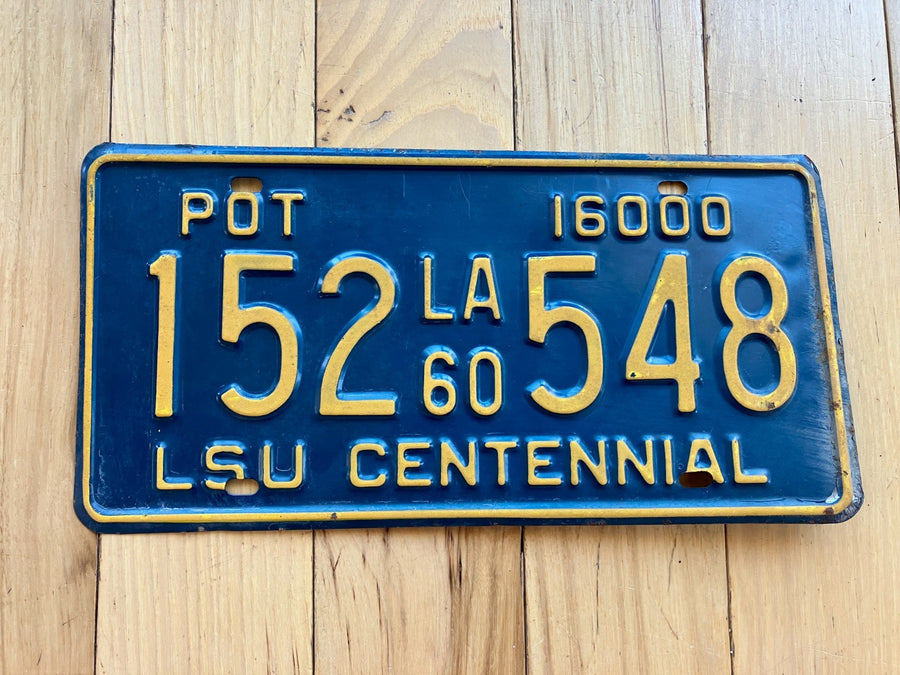 POT 16000
152 LA 60 548
LSU CENTENNIAL